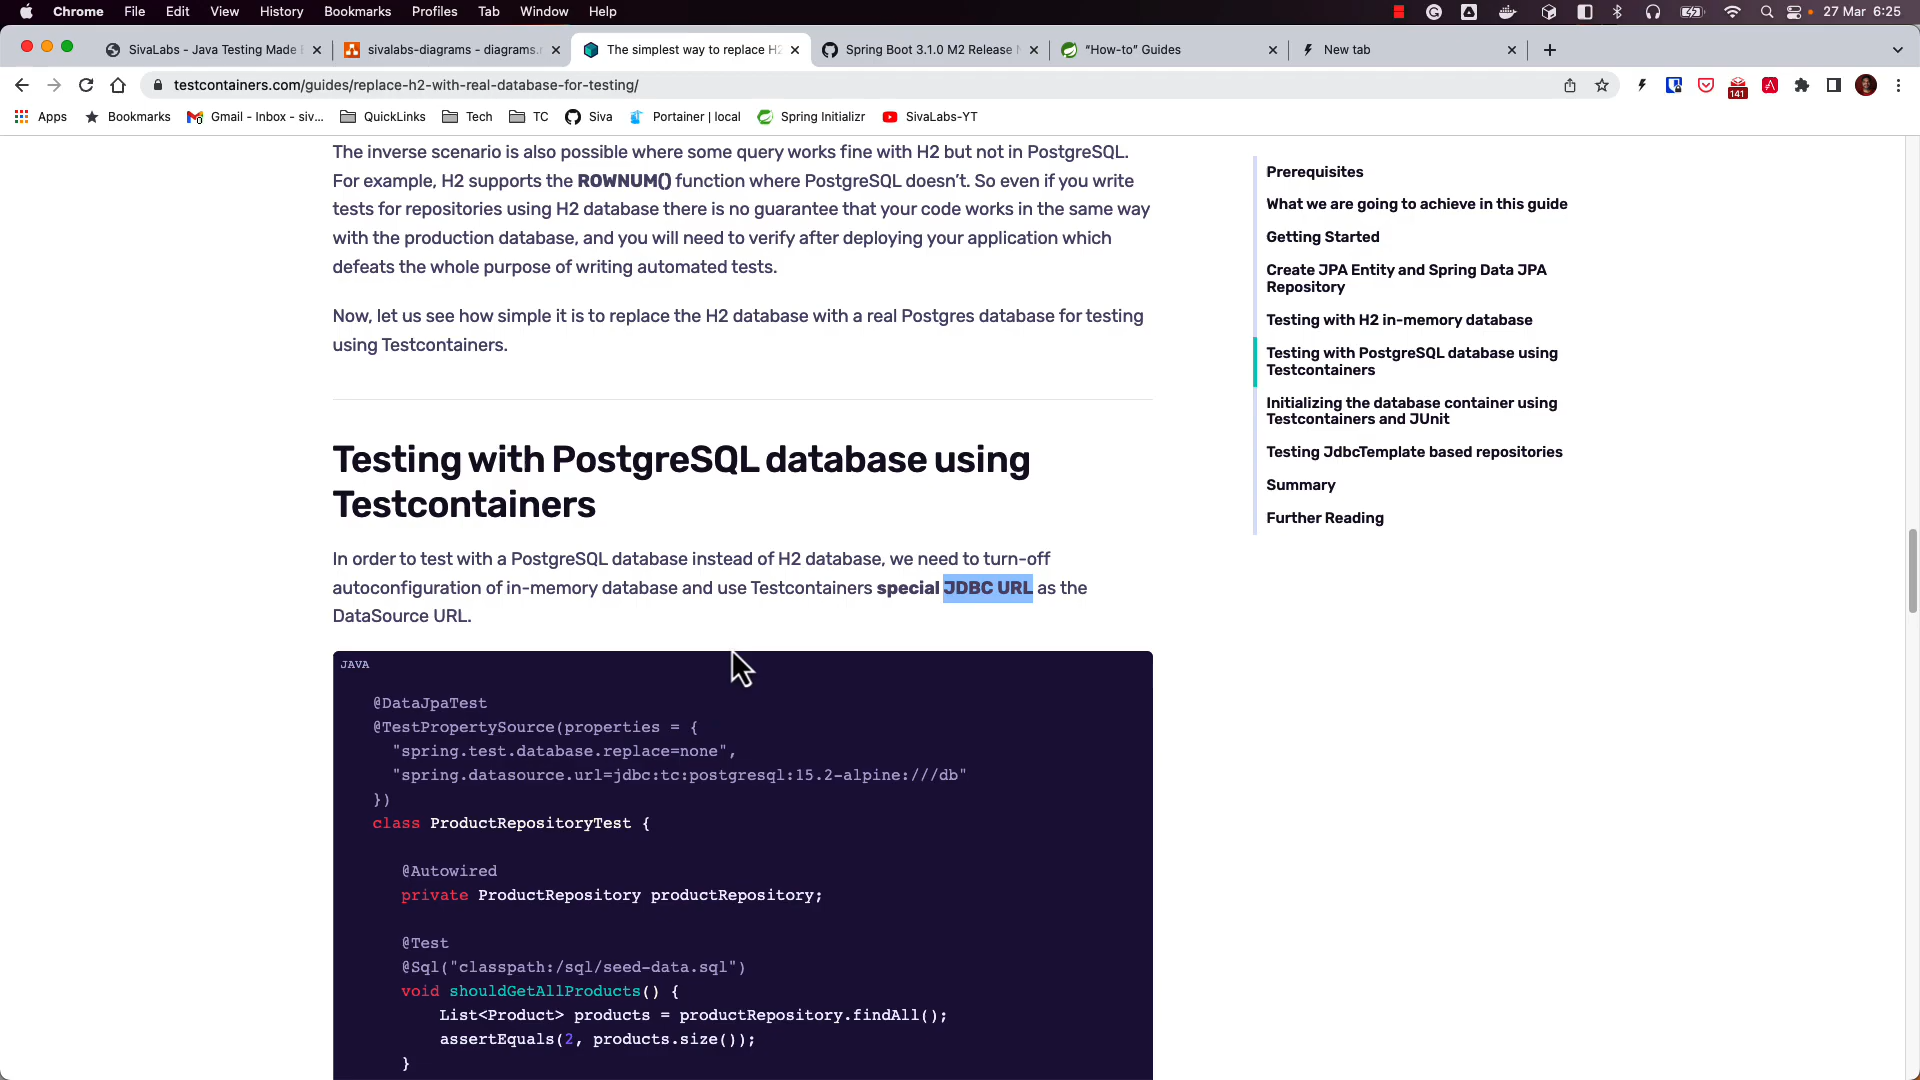 Chrome File Edit View History Bookmarks Profiles Tab Window Help 27 Mar 6:25
SivaLabs - Java Testing Made
sivalabs-diagrams - diagrams.
The simplest way to replace H2
Spring Boot 3.1.0 M2 Release
“How-to” Guides
New tab
testcontainers.com/guides/replace-h2-with-real-database-for-testing/
141
Apps Bookmarks Gmail - Inbox - siv... QuickLinks Tech TC Siva Portainer | local Spring Initializr SivaLabs-YT
The inverse scenario is also possible where some query works fine with H2 but not in PostgreSQL.
For example, H2 supports the ROWNUM() function where PostgreSQL doesn’t. So even if you write
tests for repositories using H2 database there is no guarantee that your code works in the same way
with the production database, and you will need to verify after deploying your application which
defeats the whole purpose of writing automated tests.
Now, let us see how simple it is to replace the H2 database with a real Postgres database for testing
using Testcontainers.
Testing with PostgreSQL database using
Testcontainers
In order to test with a PostgreSQL database instead of H2 database, we need to turn-off
autoconfiguration of in-memory database and use Testcontainers special JDBC URL as the
DataSource URL.
JAVA
@DataJpaTest
@TestPropertySource(properties = {
"spring.test.database.replace=none",
"spring.datasource.url=jdbc:tc:postgresql:15.2-alpine:///db"
})
class ProductRepositoryTest {
@Autowired
private ProductRepository productRepository;
@Test
@Sql("classpath:/sql/seed-data.sql")
void shouldGetAllProducts() {
List<Product> products = productRepository.findAll();
assertEquals(2, products.size());
}
Prerequisites
What we are going to achieve in this guide
Getting Started
Create JPA Entity and Spring Data JPA
Repository
Testing with H2 in-memory database
Testing with PostgreSQL database using
Testcontainers
Initializing the database container using
Testcontainers and JUnit
Testing JdbcTemplate based repositories
Summary
Further Reading